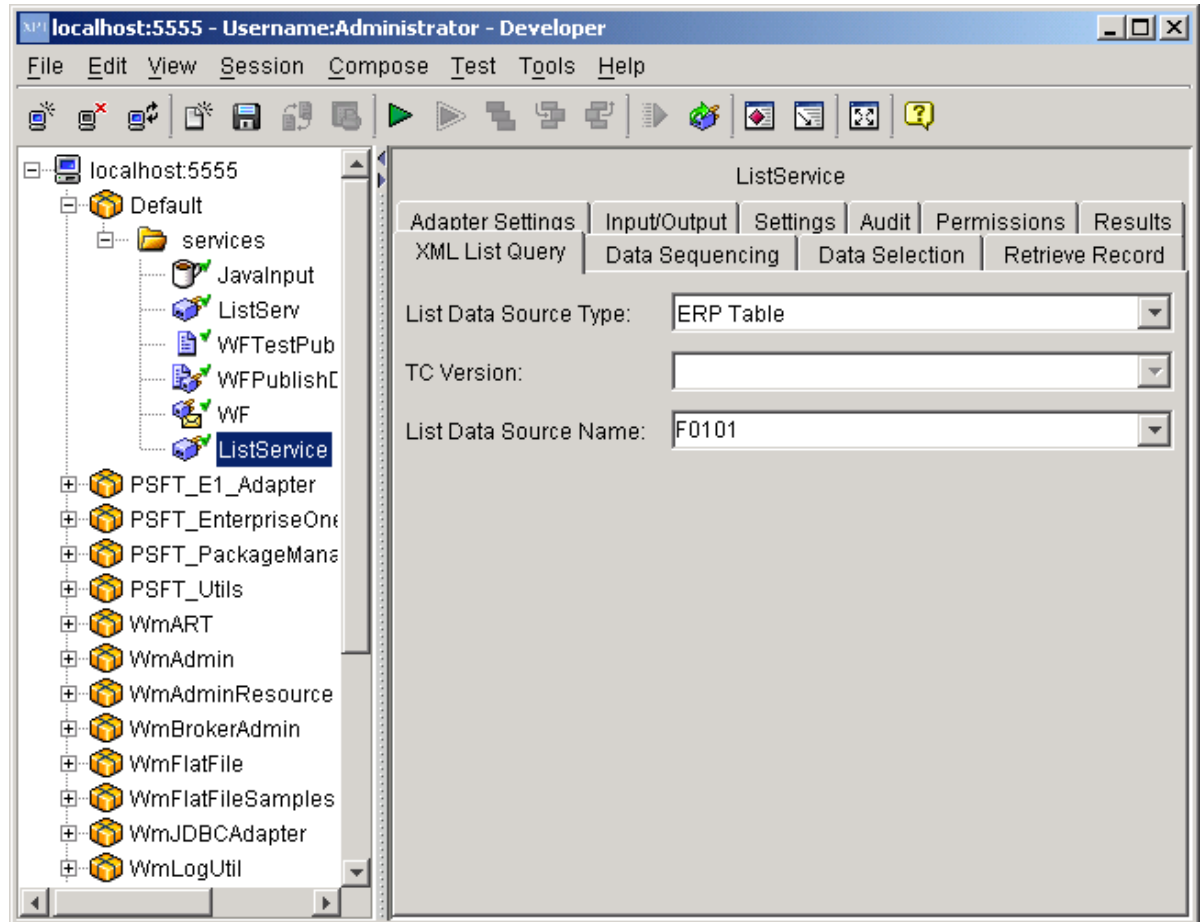 XPI localhost:5555 - Username:Administrator - Developer
File Edit View Session Compose Test Tools Help
localhost:5555
Default
services
JavaInput
ListServ
WFTestPub
WFPublishD
WF
ListService
PSFT_E1_Adapter
PSFT_EnterpriseOne
PSFT_PackageMana
PSFT_Utils
WmART
WmAdmin
WmAdminResource
WmBrokerAdmin
WmFlatFile
WmFlatFileSamples
WmJDBCAdapter
WmLogUtil
ListService
Adapter Settings Input/Output Settings Audit Permissions Results
XML List Query Data Sequencing Data Selection Retrieve Record
List Data Source Type: ERP Table
TC Version:
List Data Source Name: F0101